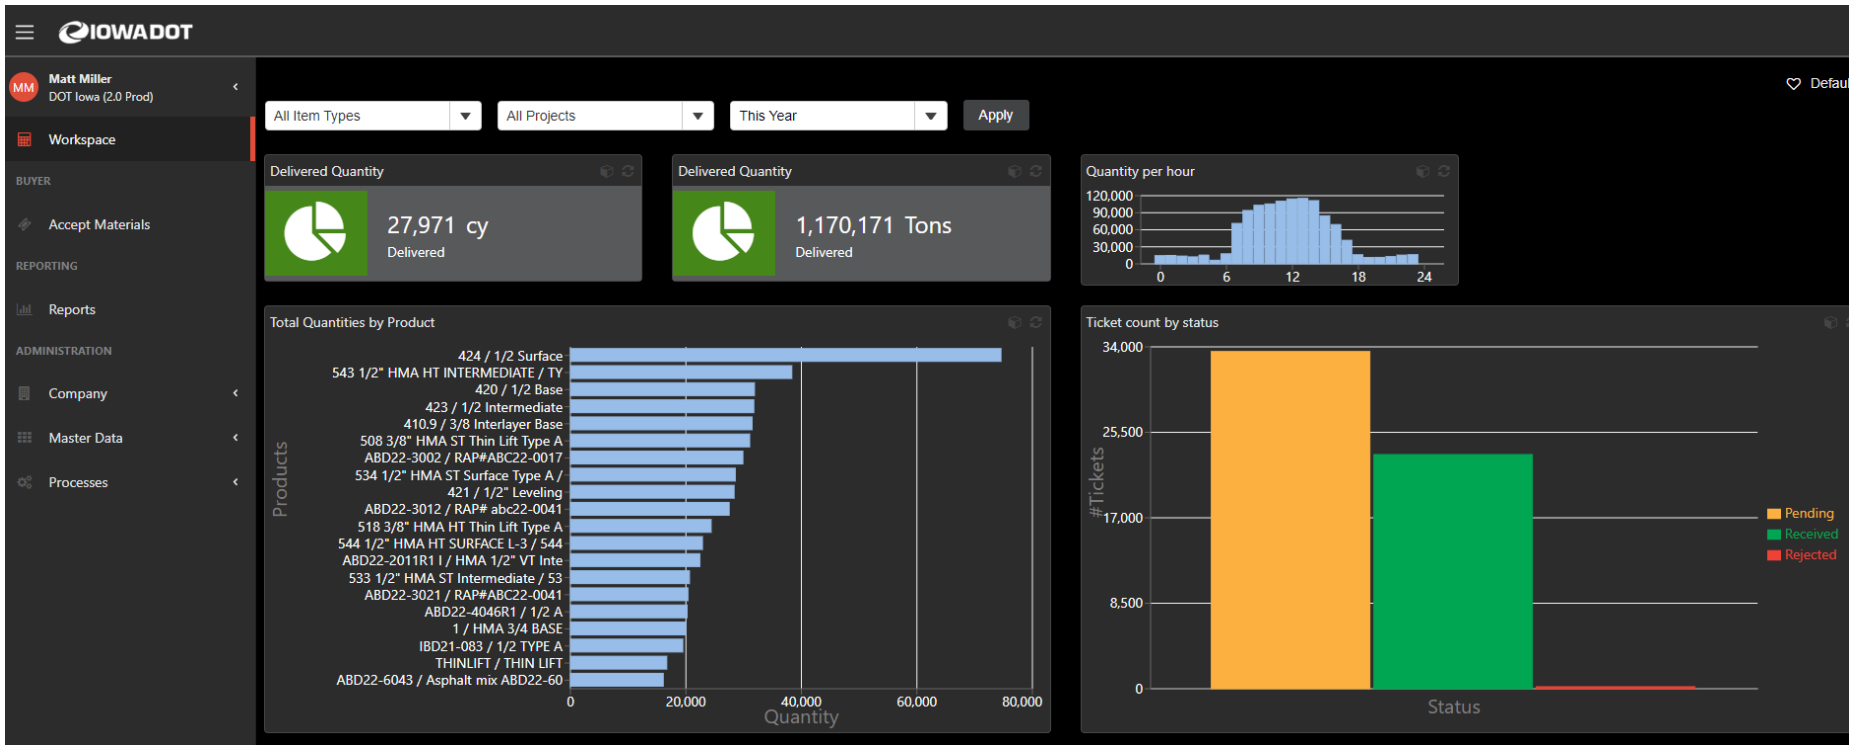 IOWADOT
MM
Matt Miller
DOT Iowa (2.0 Prod)
Workspace
BUYER
Accept Materials
REPORTING
Reports
ADMINISTRATION
Company
Master Data
Processes
Defaul
All Item Types
All Projects
This Year
Apply
Delivered Quantity
27,971 cy
Delivered
Delivered Quantity
1,170,171 Tons
Delivered
Quantity per hour
120,000
90,000
60,000
30,000
0
0 6 12 18 24
Total Quantities by Product
Products
424 / 1/2 Surface
543 1/2" HMA HT INTERMEDIATE / TY
420 / 1/2 Base
423 / 1/2 Intermediate
410.9 / 3/8 Interlayer Base
508 3/8" HMA ST Thin Lift Type A
ABD22-3002 / RAP#ABC22-0017
534 1/2" HMA ST Surface Type A /
421 / 1/2" Leveling
ABD22-3012 / RAP# abc22-0041
518 3/8" HMA HT Thin Lift Type A
544 1/2" HMA HT SURFACE L-3 / 544
ABD22-2011R1 I / HMA 1/2" VT Inte
533 1/2" HMA ST Intermediate / 53
ABD22-3021 / RAP#ABC22-0041
ABD22-4046R1 / 1/2 A
1 / HMA 3/4 BASE
IBD21-083 / 1/2 TYPE A
THINLIFT / THIN LIFT
ABD22-6043 / Asphalt mix ABD22-60
0 20,000 40,000 60,000 80,000
Quantity
Ticket count by status
#Tickets
34,000
25,500
17,000
8,500
0
Status
Pending
Received
Rejected